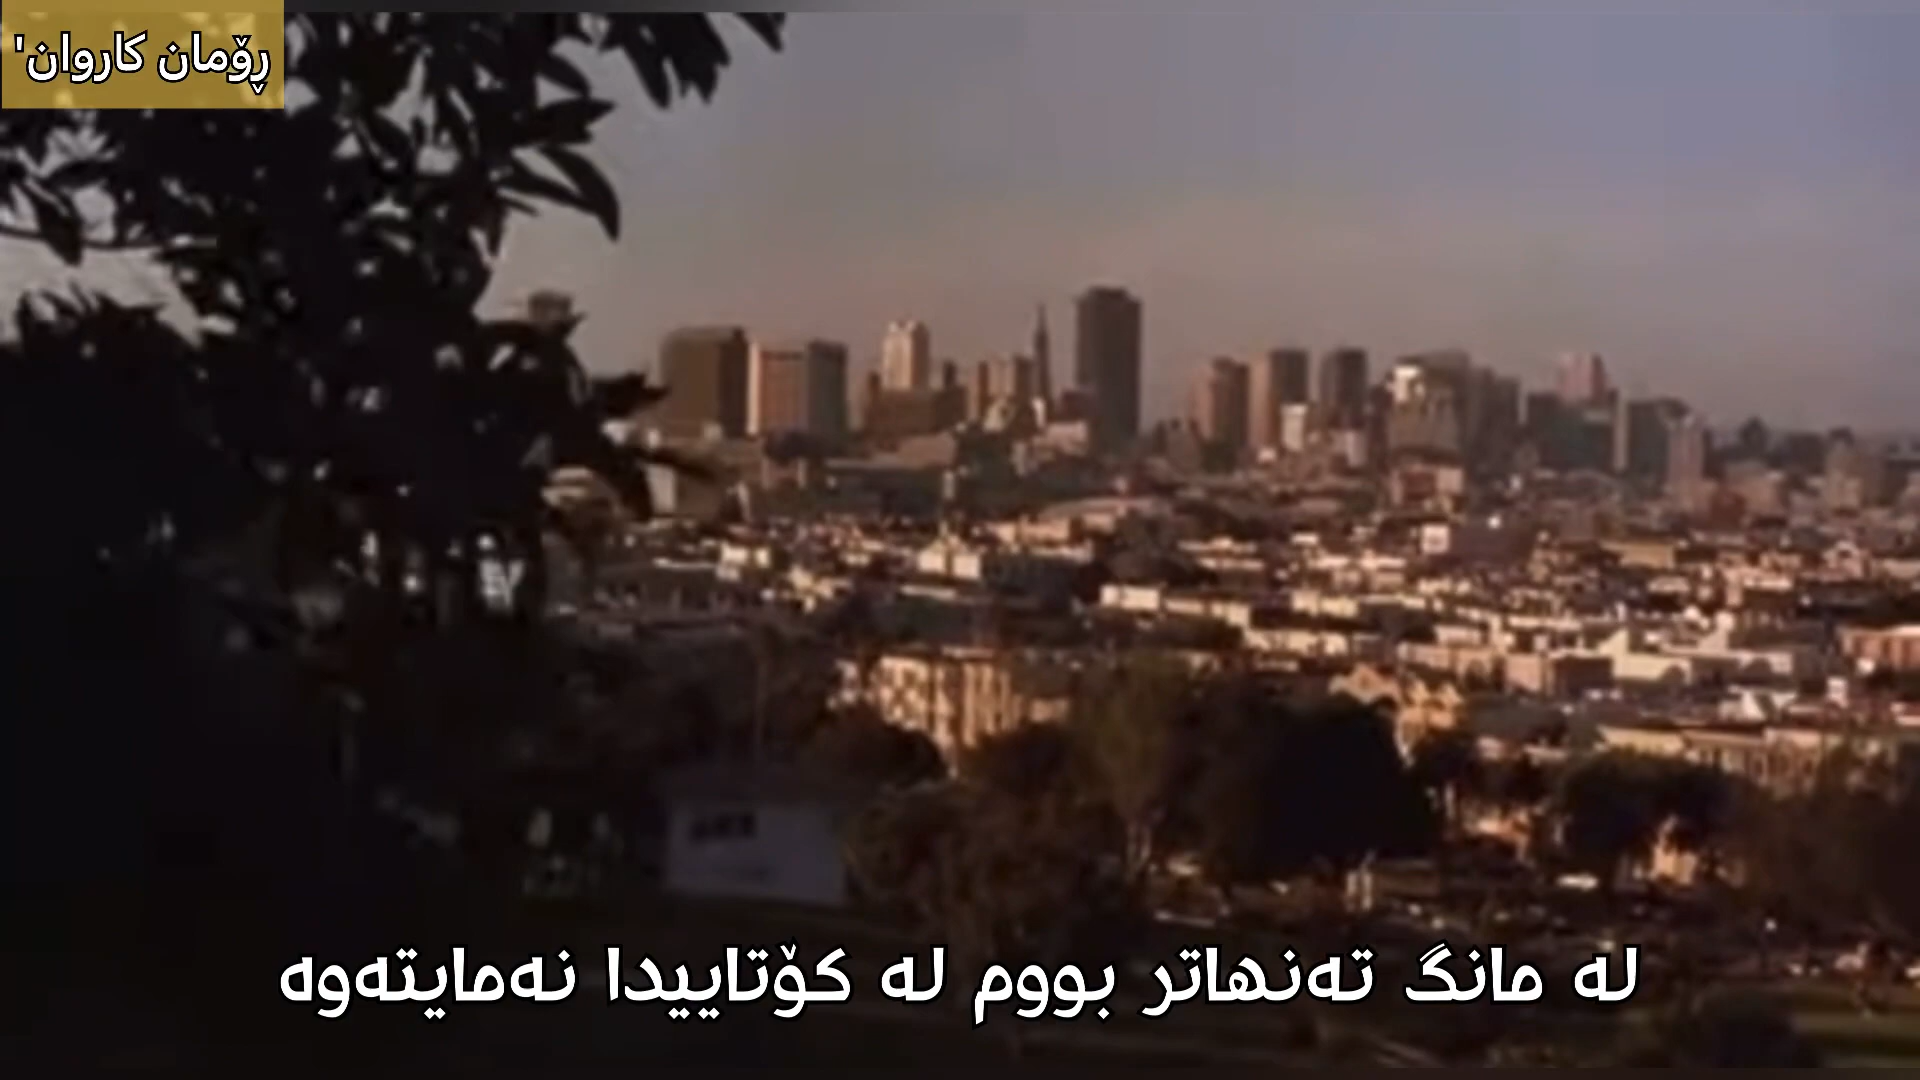 ڕۆمان کاروان'
لە مانگ تەنهاتر بووم لە کۆتاییدا نەمایتەوە